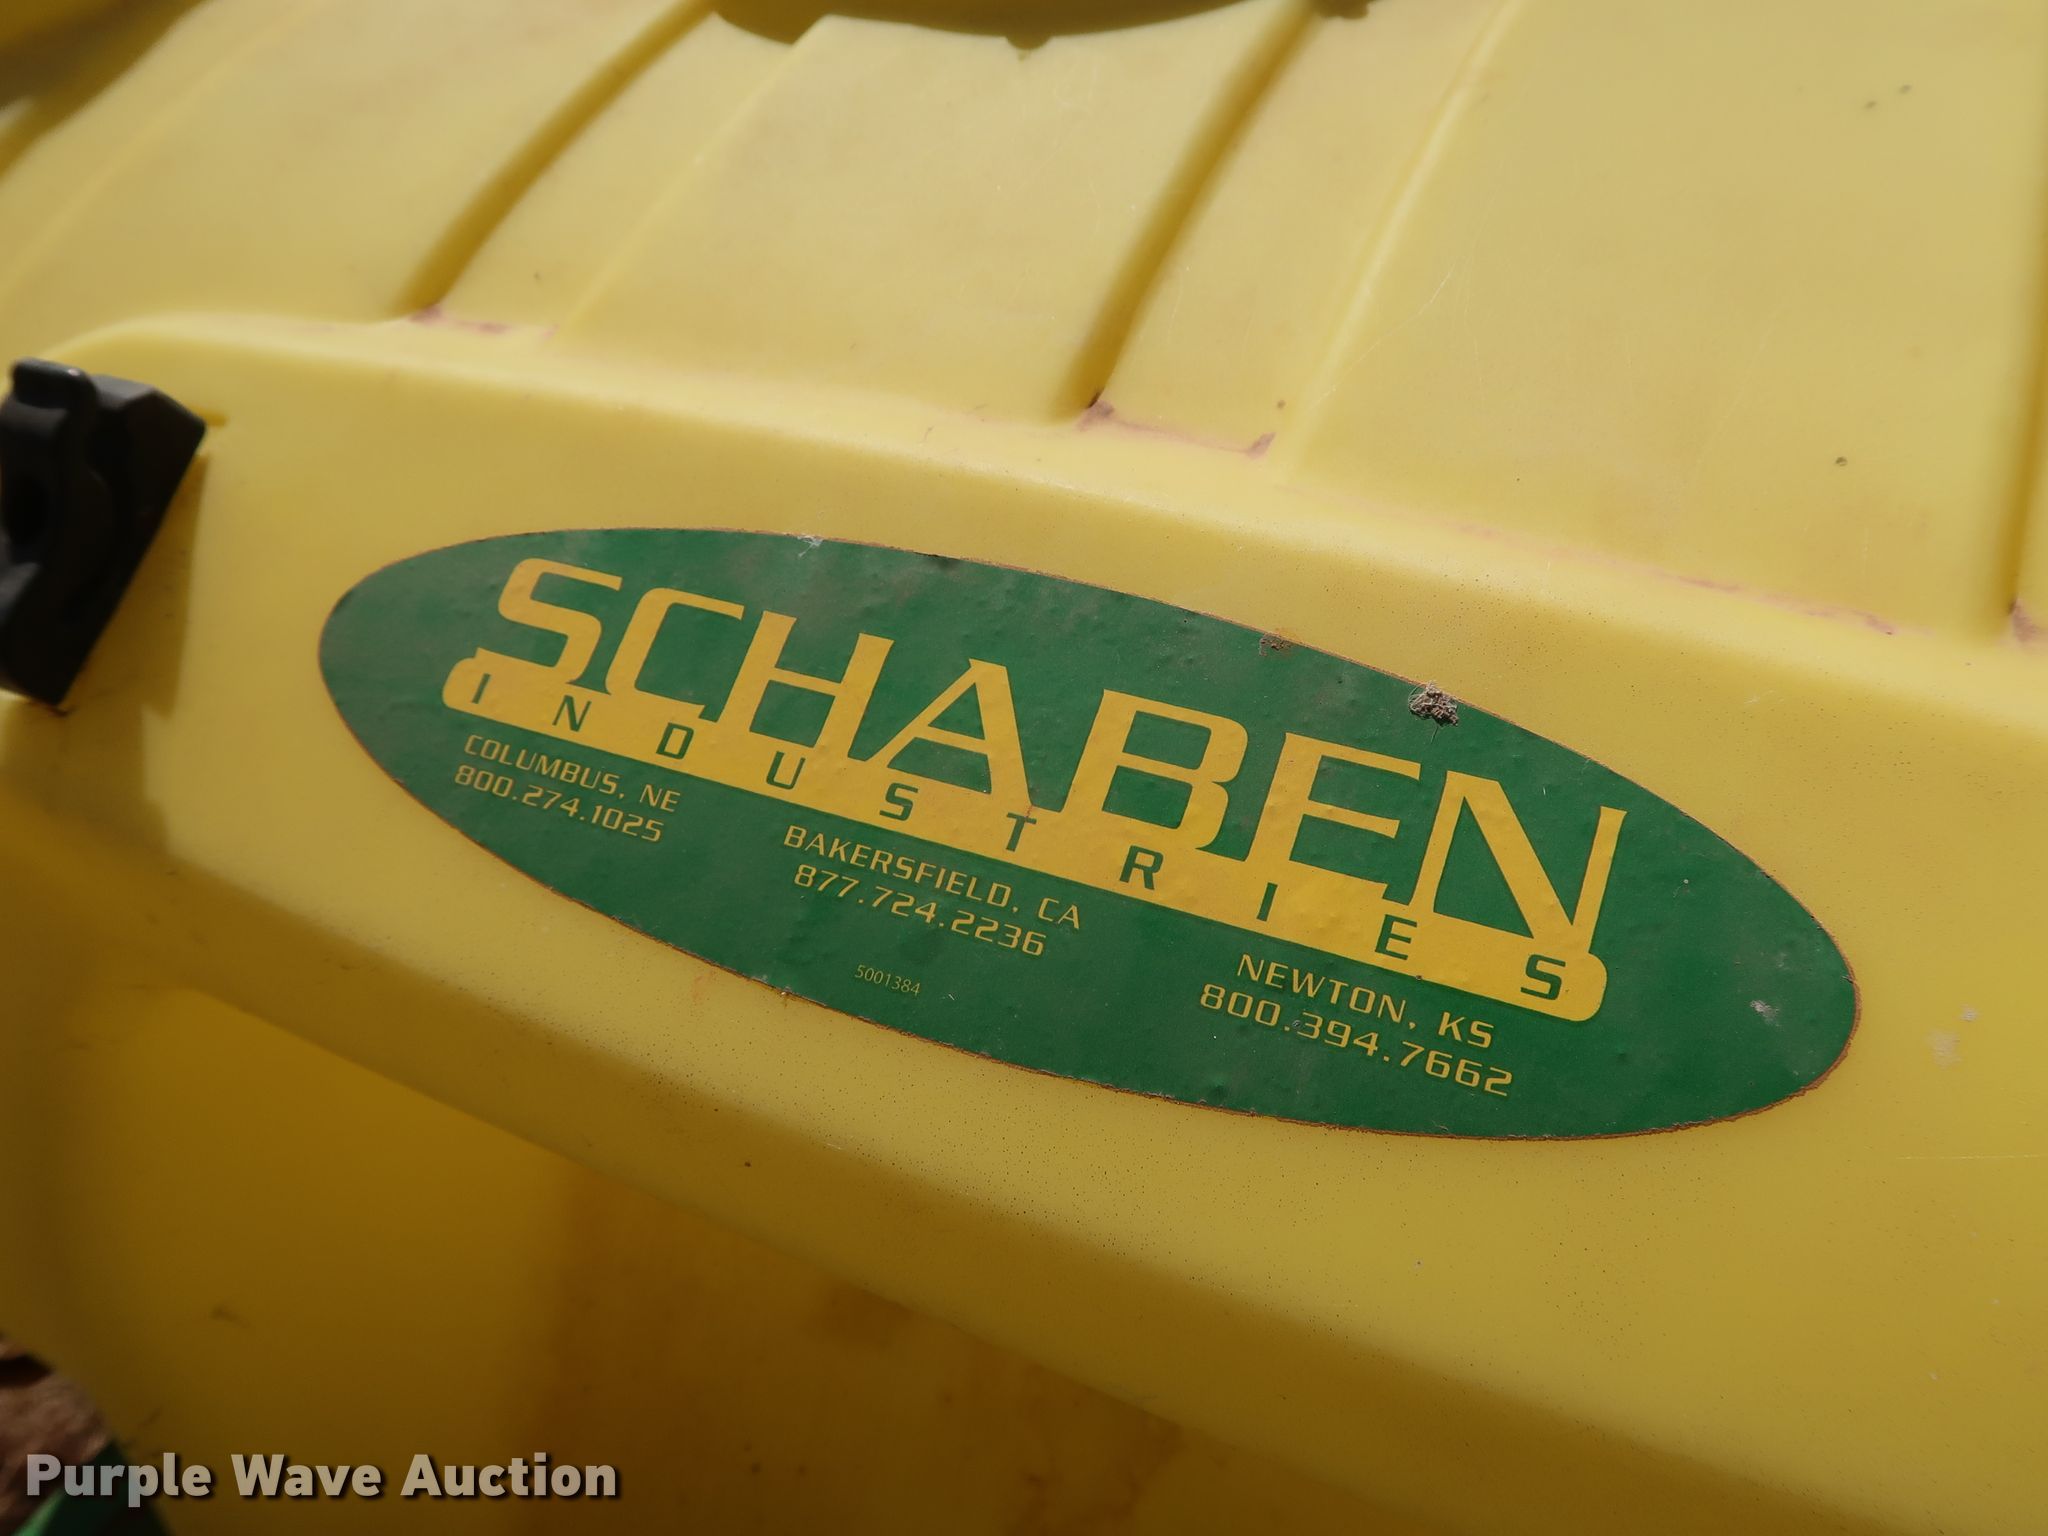 SCHABEN
INDUSTRIES
COLUMBUS, NE
800.274.1025
BAKERSFIELD, CA
877.724.2236
NEWTON, KS
800.394.7662
5001384
Purple Wave Auction